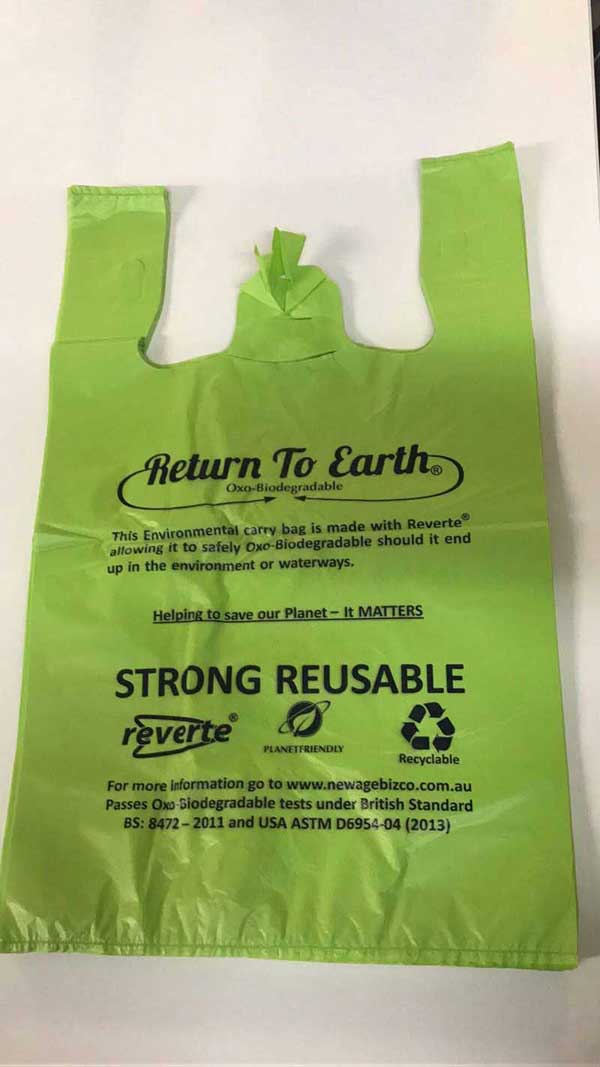 Return To Earth®
Oxo-Biodegradable
This Environmental carry bag is made with Reverte®
allowing it to safely Oxo-Biodegradable should it end
up in the environment or waterways.
Helping to save our Planet – It MATTERS
STRONG REUSABLE
reverte®
PLANETFRIENDLY
Recyclable
For more information go to www.newagebizco.com.au
Passes Oxo-Biodegradable tests under British Standard
BS: 8472 – 2011 and USA ASTM D6954-04 (2013)